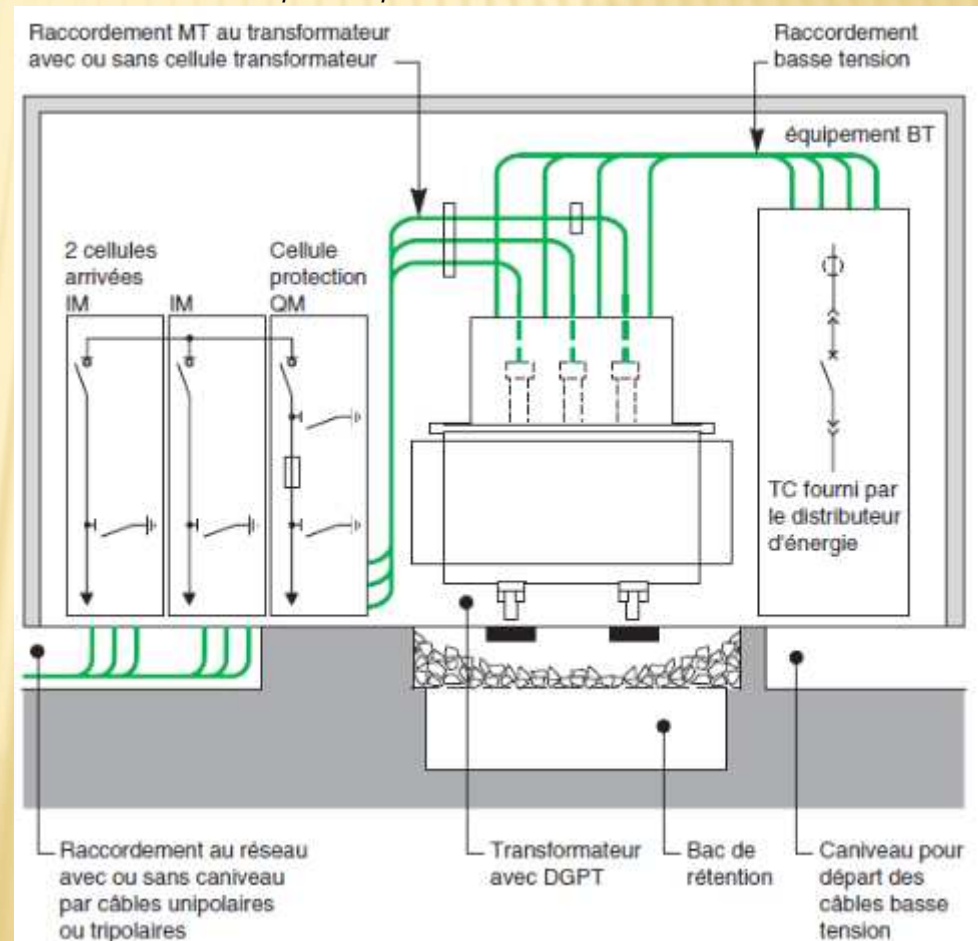 Raccordement MT au transformateur
avec ou sans cellule transformateur
Raccordement
basse tension
équipement BT
2 cellules
arrivées
IM
IM
Cellule
protection
QM
TC fourni par
le distributeur
d'énergie
Raccordement au réseau
avec ou sans caniveau
par câbles unipolaires
ou tripolaires
Transformateur
avec DGPT
Bac de
rétention
Caniveau pour
départ des
câbles basse
tension